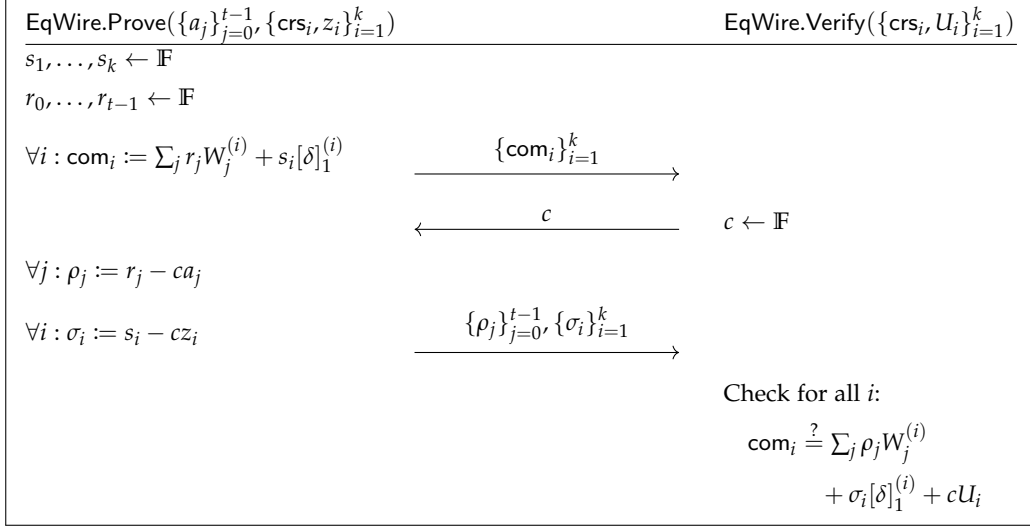 EqWire.Prove({a_j}_{j=0}^{t−1}, {crs_i, z_i}_{i=1}^k) EqWire.Verify({crs_i, U_i}_{i=1}^k)
s_1, . . . , s_k ← 𝔽
r_0, . . . , r_{t−1} ← 𝔽
∀i : com_i ≔ ∑_j r_j W_j^{(i)} + s_i[δ]_1^{(i)} {com_i}_{i=1}^k
c c ← 𝔽
∀j : ρ_j ≔ r_j − ca_j
∀i : σ_i ≔ s_i − cz_i {ρ_j}_{j=0}^{t−1}, {σ_i}_{i=1}^k
Check for all i:
com_i ≟ ∑_j ρ_j W_j^{(i)}
+ σ_i[δ]_1^{(i)} + cU_i